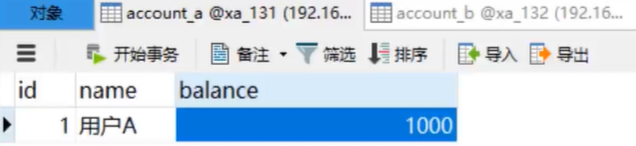 对象 account_a @xa_131 (192.16... account_b @xa_132 (192.16...
开始事务 备注 筛选 排序 导入 导出
id name balance
1 用户A 1000